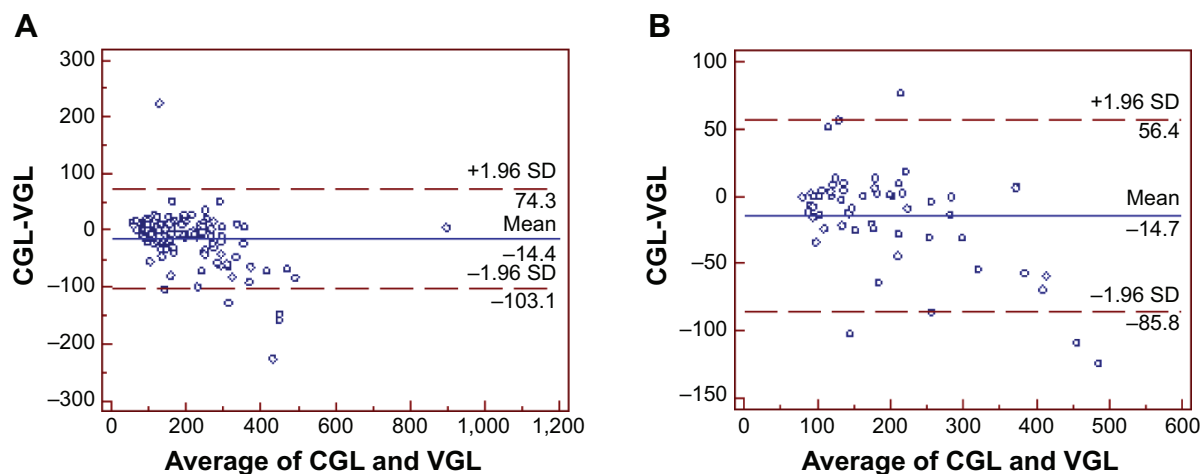 A
CGL-VGL
300
200
100
0
–100
–200
–300
+1.96 SD
74.3
Mean
–14.4
–1.96 SD
–103.1
0
200
400
600
800
1,000
1,200
Average of CGL and VGL
B
CGL-VGL
100
50
0
–50
–100
–150
+1.96 SD
56.4
Mean
–14.7
–1.96 SD
–85.8
0
100
200
300
400
500
600
Average of CGL and VGL